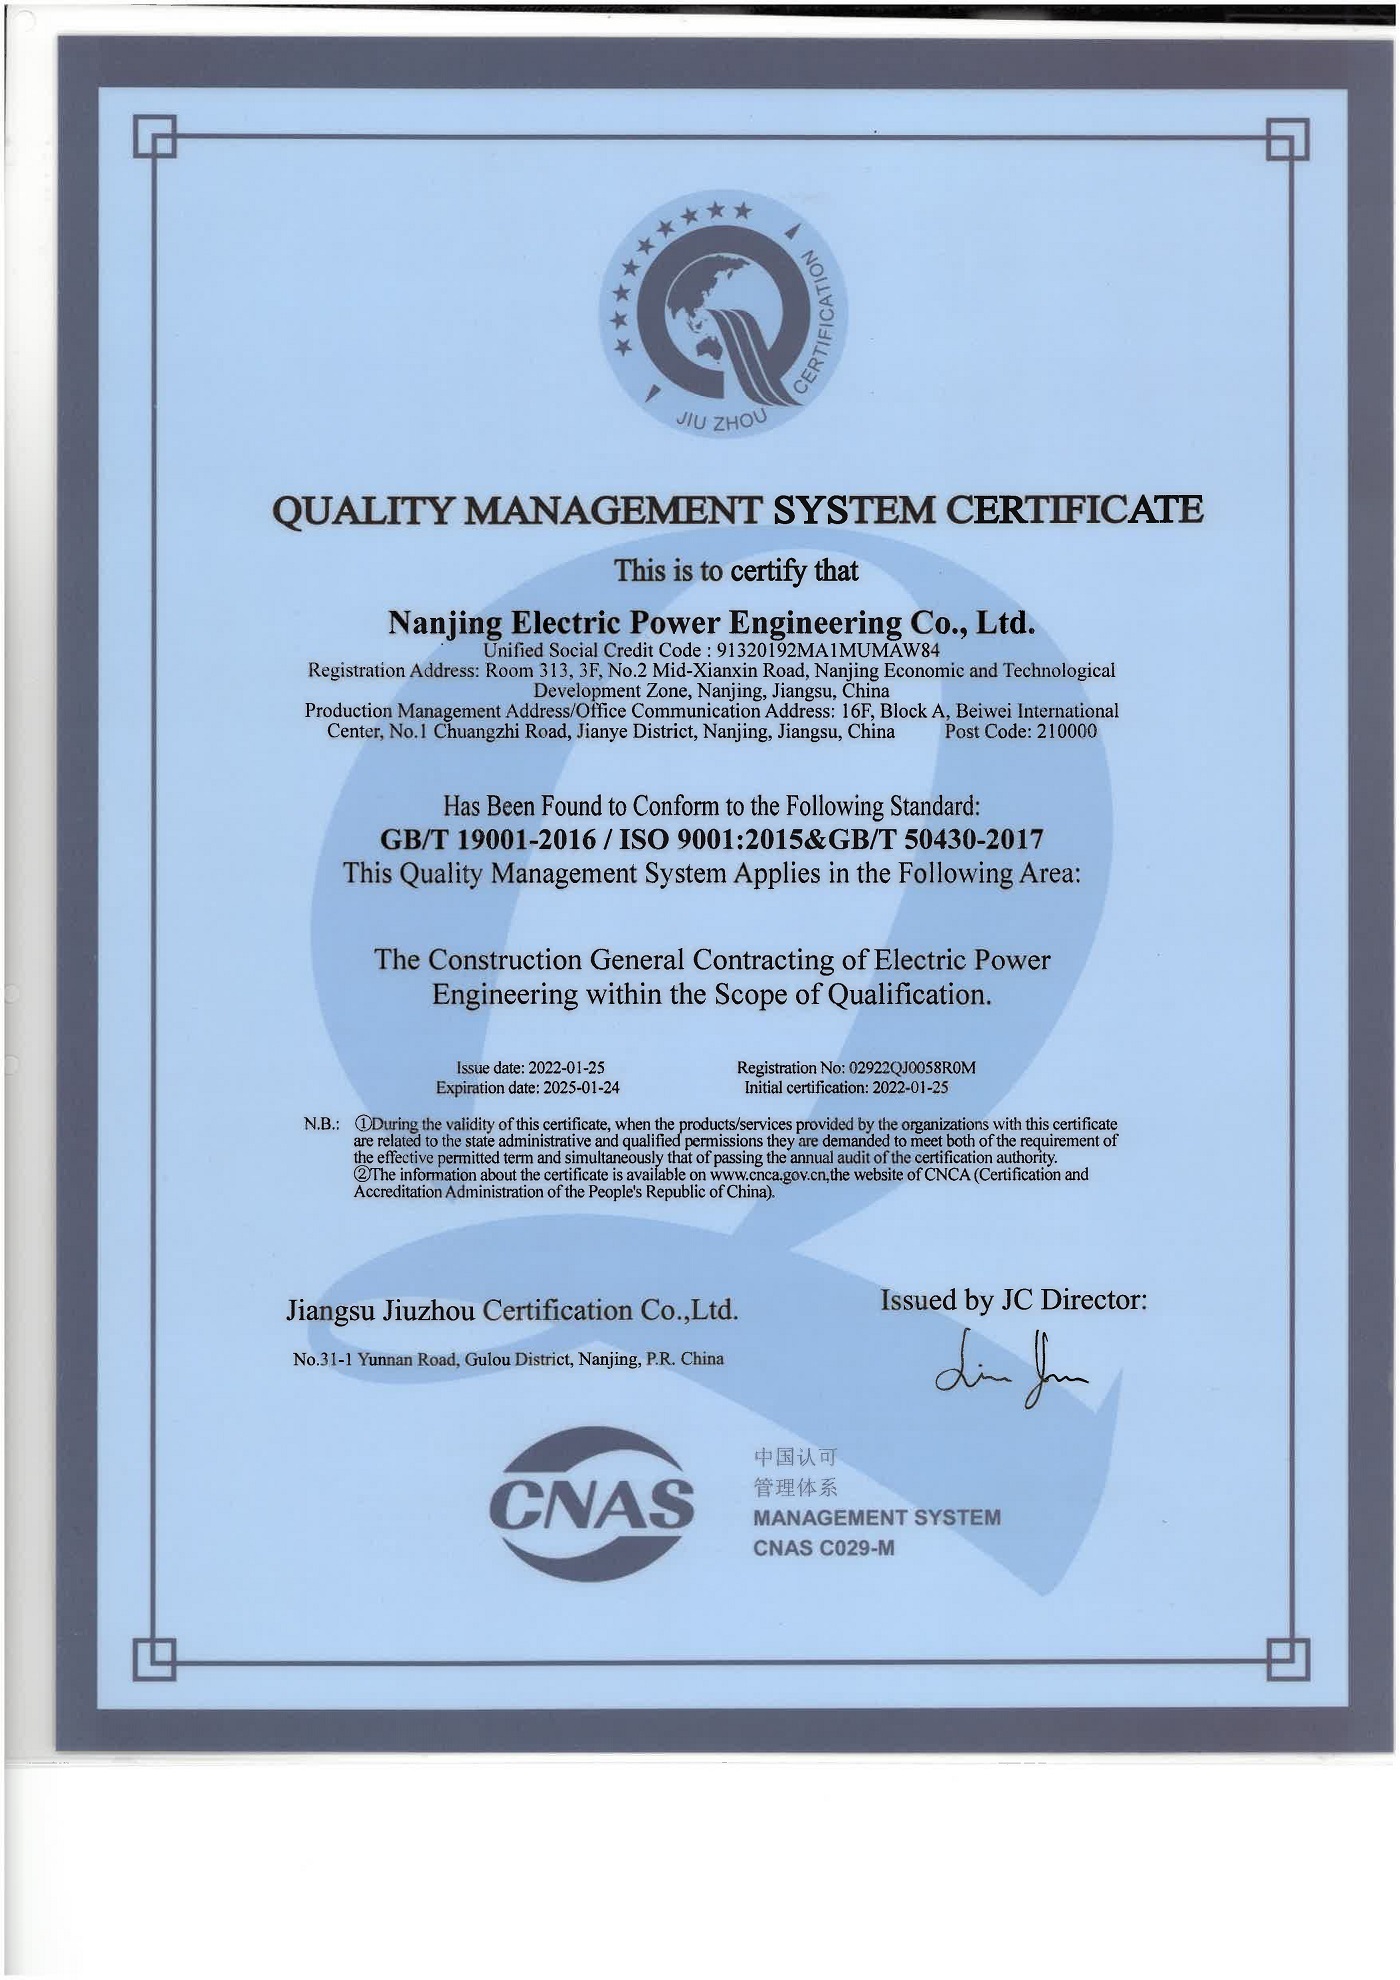 JIU ZHOU CERTIFICATION
QUALITY MANAGEMENT SYSTEM CERTIFICATE
This is to certify that
Nanjing Electric Power Engineering Co., Ltd.
Unified Social Credit Code : 91320192MA1MUMAW84
Registration Address: Room 313, 3F, No.2 Mid-Xianxin Road, Nanjing Economic and Technological
Development Zone, Nanjing, Jiangsu, China
Production Management Address/Office Communication Address: 16F, Block A, Beiwei International
Center, No.1 Chuangzhi Road, Jianye District, Nanjing, Jiangsu, China Post Code: 210000
Has Been Found to Conform to the Following Standard:
GB/T 19001-2016 / ISO 9001:2015&GB/T 50430-2017
This Quality Management System Applies in the Following Area:
The Construction General Contracting of Electric Power
Engineering within the Scope of Qualification.
Issue date: 2022-01-25 Registration No: 02922QJ0058R0M
Expiration date: 2025-01-24 Initial certification: 2022-01-25
N.B.: ①During the validity of this certificate, when the products/services provided by the organizations with this certificate
are related to the state administrative and qualified permissions they are demanded to meet both of the requirement of
the effective permitted term and simultaneously that of passing the annual audit of the certification authority.
②The information about the certificate is available on www.cnca.gov.cn,the website of CNCA (Certification and
Accreditation Administration of the People's Republic of China).
Jiangsu Jiuzhou Certification Co.,Ltd.
Issued by JC Director:
No.31-1 Yunnan Road, Gulou District, Nanjing, P.R. China
CNAS
中国认可
管理体系
MANAGEMENT SYSTEM
CNAS C029-M